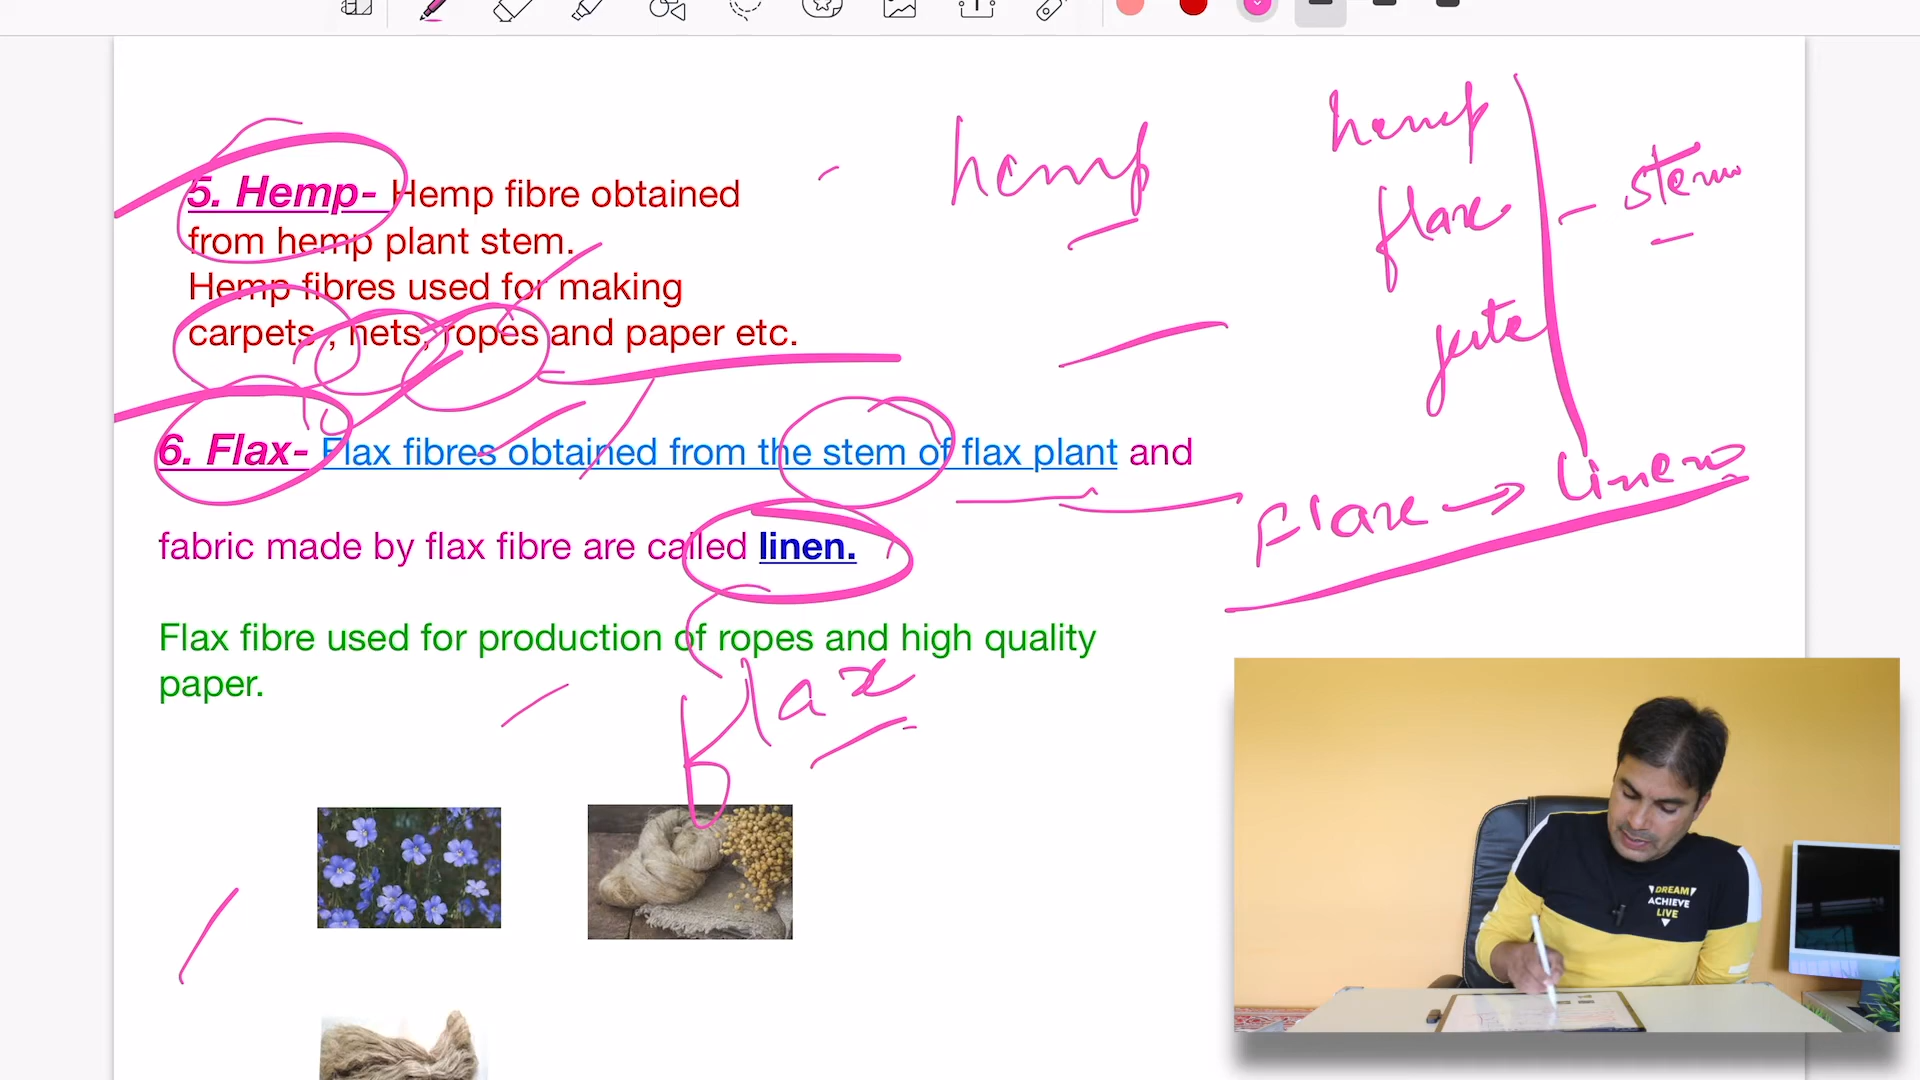 5. Hemp- Hemp fibre obtained
from hemp plant stem.
Hemp fibres used for making
carpets , nets, ropes and paper etc.
6. Flax- Flax fibres obtained from the stem of flax plant and
fabric made by flax fibre are called linen.
Flax fibre used for production of ropes and high quality
paper.
hemp
hemp
flax
jute
stem
Flax → linen
flax
DREAM
ACHIEVE
LIVE